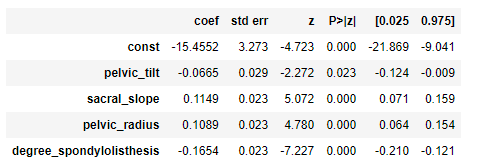 coef std err z P>|z| [0.025 0.975]
const -15.4552 3.273 -4.723 0.000 -21.869 -9.041
pelvic_tilt -0.0665 0.029 -2.272 0.023 -0.124 -0.009
sacral_slope 0.1149 0.023 5.072 0.000 0.071 0.159
pelvic_radius 0.1089 0.023 4.780 0.000 0.064 0.154
degree_spondylolisthesis -0.1654 0.023 -7.227 0.000 -0.210 -0.121